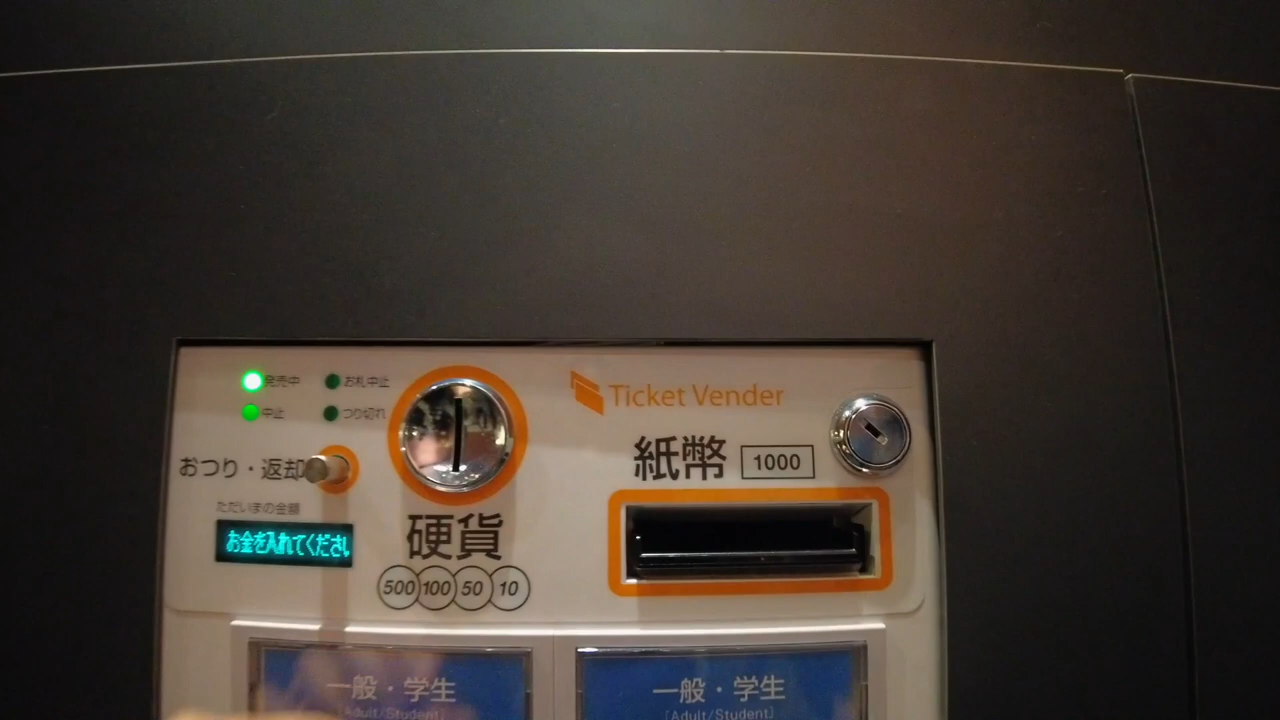 発売中
お札中止
中止
つり切れ
おつり・返却
ただいまの金額
お金を入れてくださ
硬貨
500 100 50 10
Ticket Vender
紙幣 1000
一般・学生
[Adult/Student]
一般・学生
[Adult/Student]